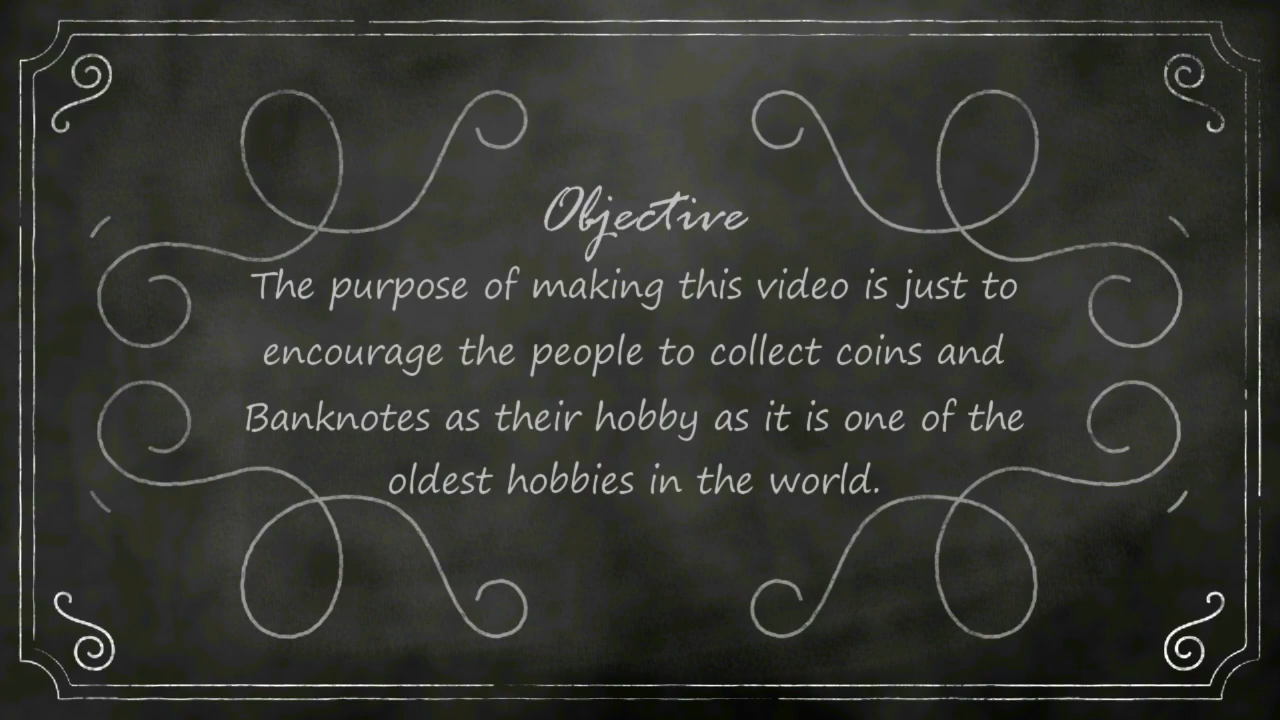 Objective
The purpose of making this video is just to
encourage the people to collect coins and
Banknotes as their hobby as it is one of the
oldest hobbies in the world.